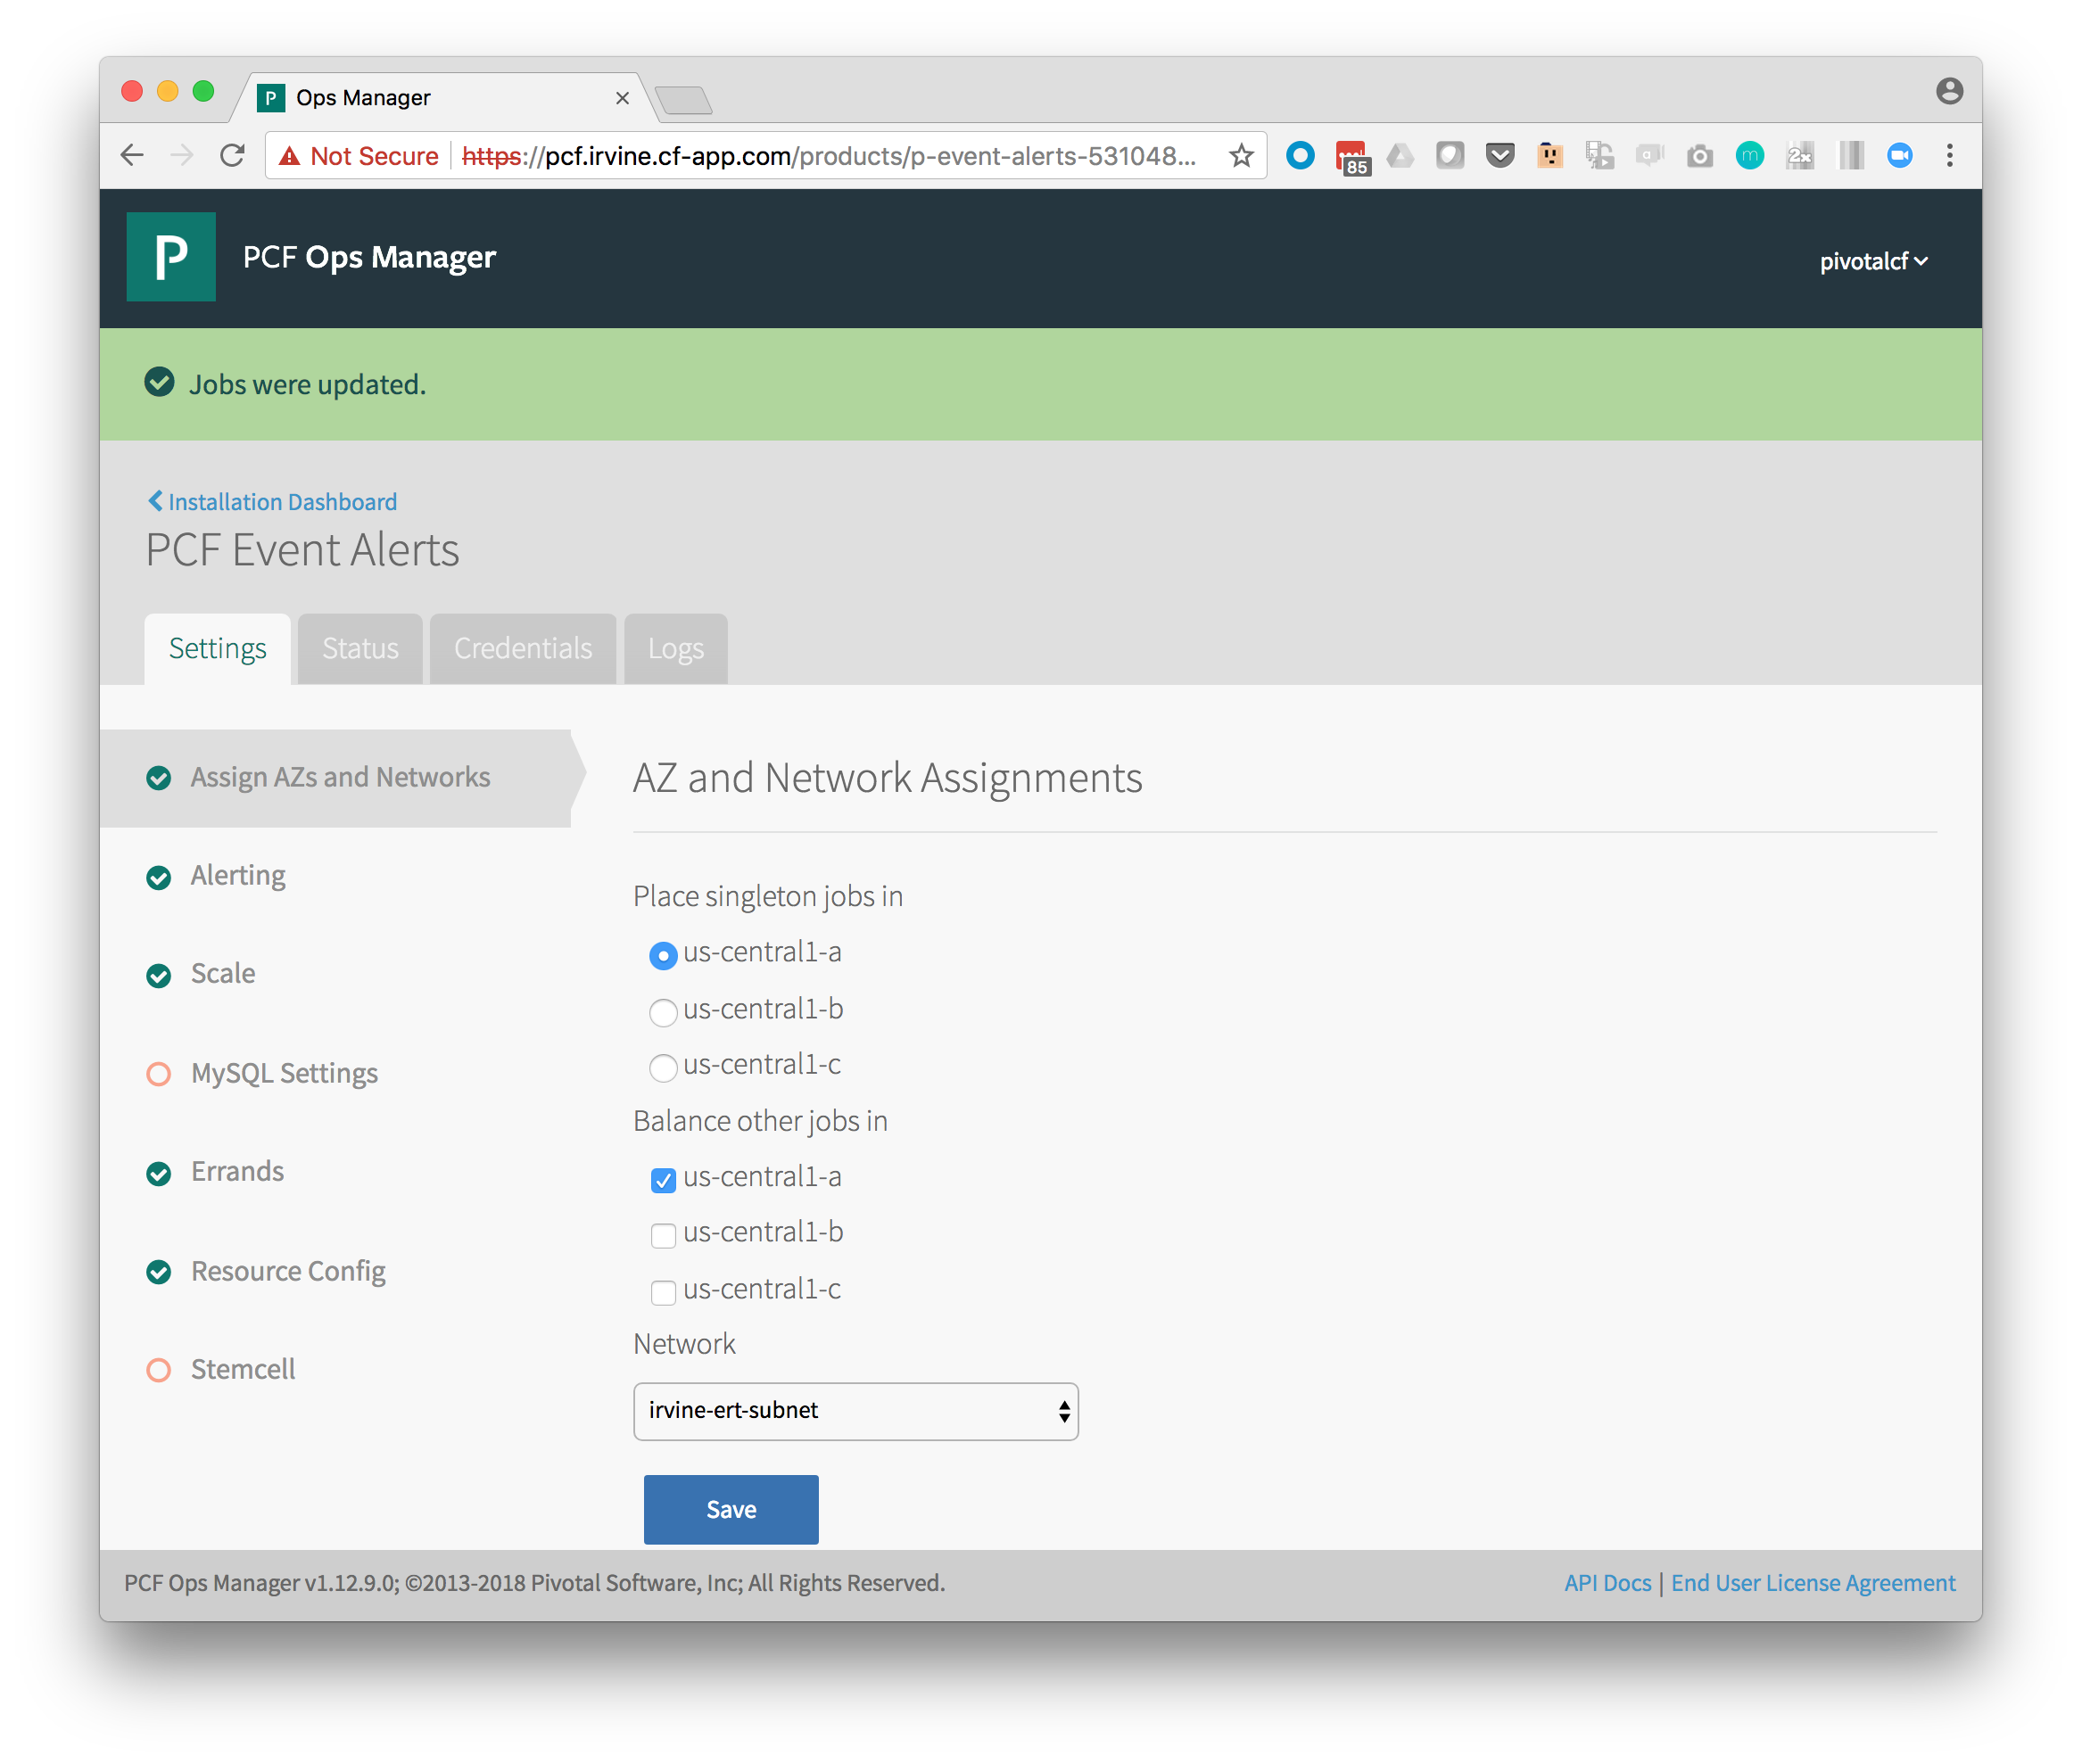 P Ops Manager
Not Secure https://pcf.irvine.cf-app.com/products/p-event-alerts-531048...
85
a
m
2x
P PCF Ops Manager
pivotalcf
Jobs were updated.
Installation Dashboard
PCF Event Alerts
Settings Status Credentials Logs
Assign AZs and Networks
Alerting
Scale
MySQL Settings
Errands
Resource Config
Stemcell
AZ and Network Assignments
Place singleton jobs in
us-central1-a
us-central1-b
us-central1-c
Balance other jobs in
us-central1-a
us-central1-b
us-central1-c
Network
irvine-ert-subnet
Save
PCF Ops Manager v1.12.9.0; ©2013-2018 Pivotal Software, Inc; All Rights Reserved.
API Docs | End User License Agreement